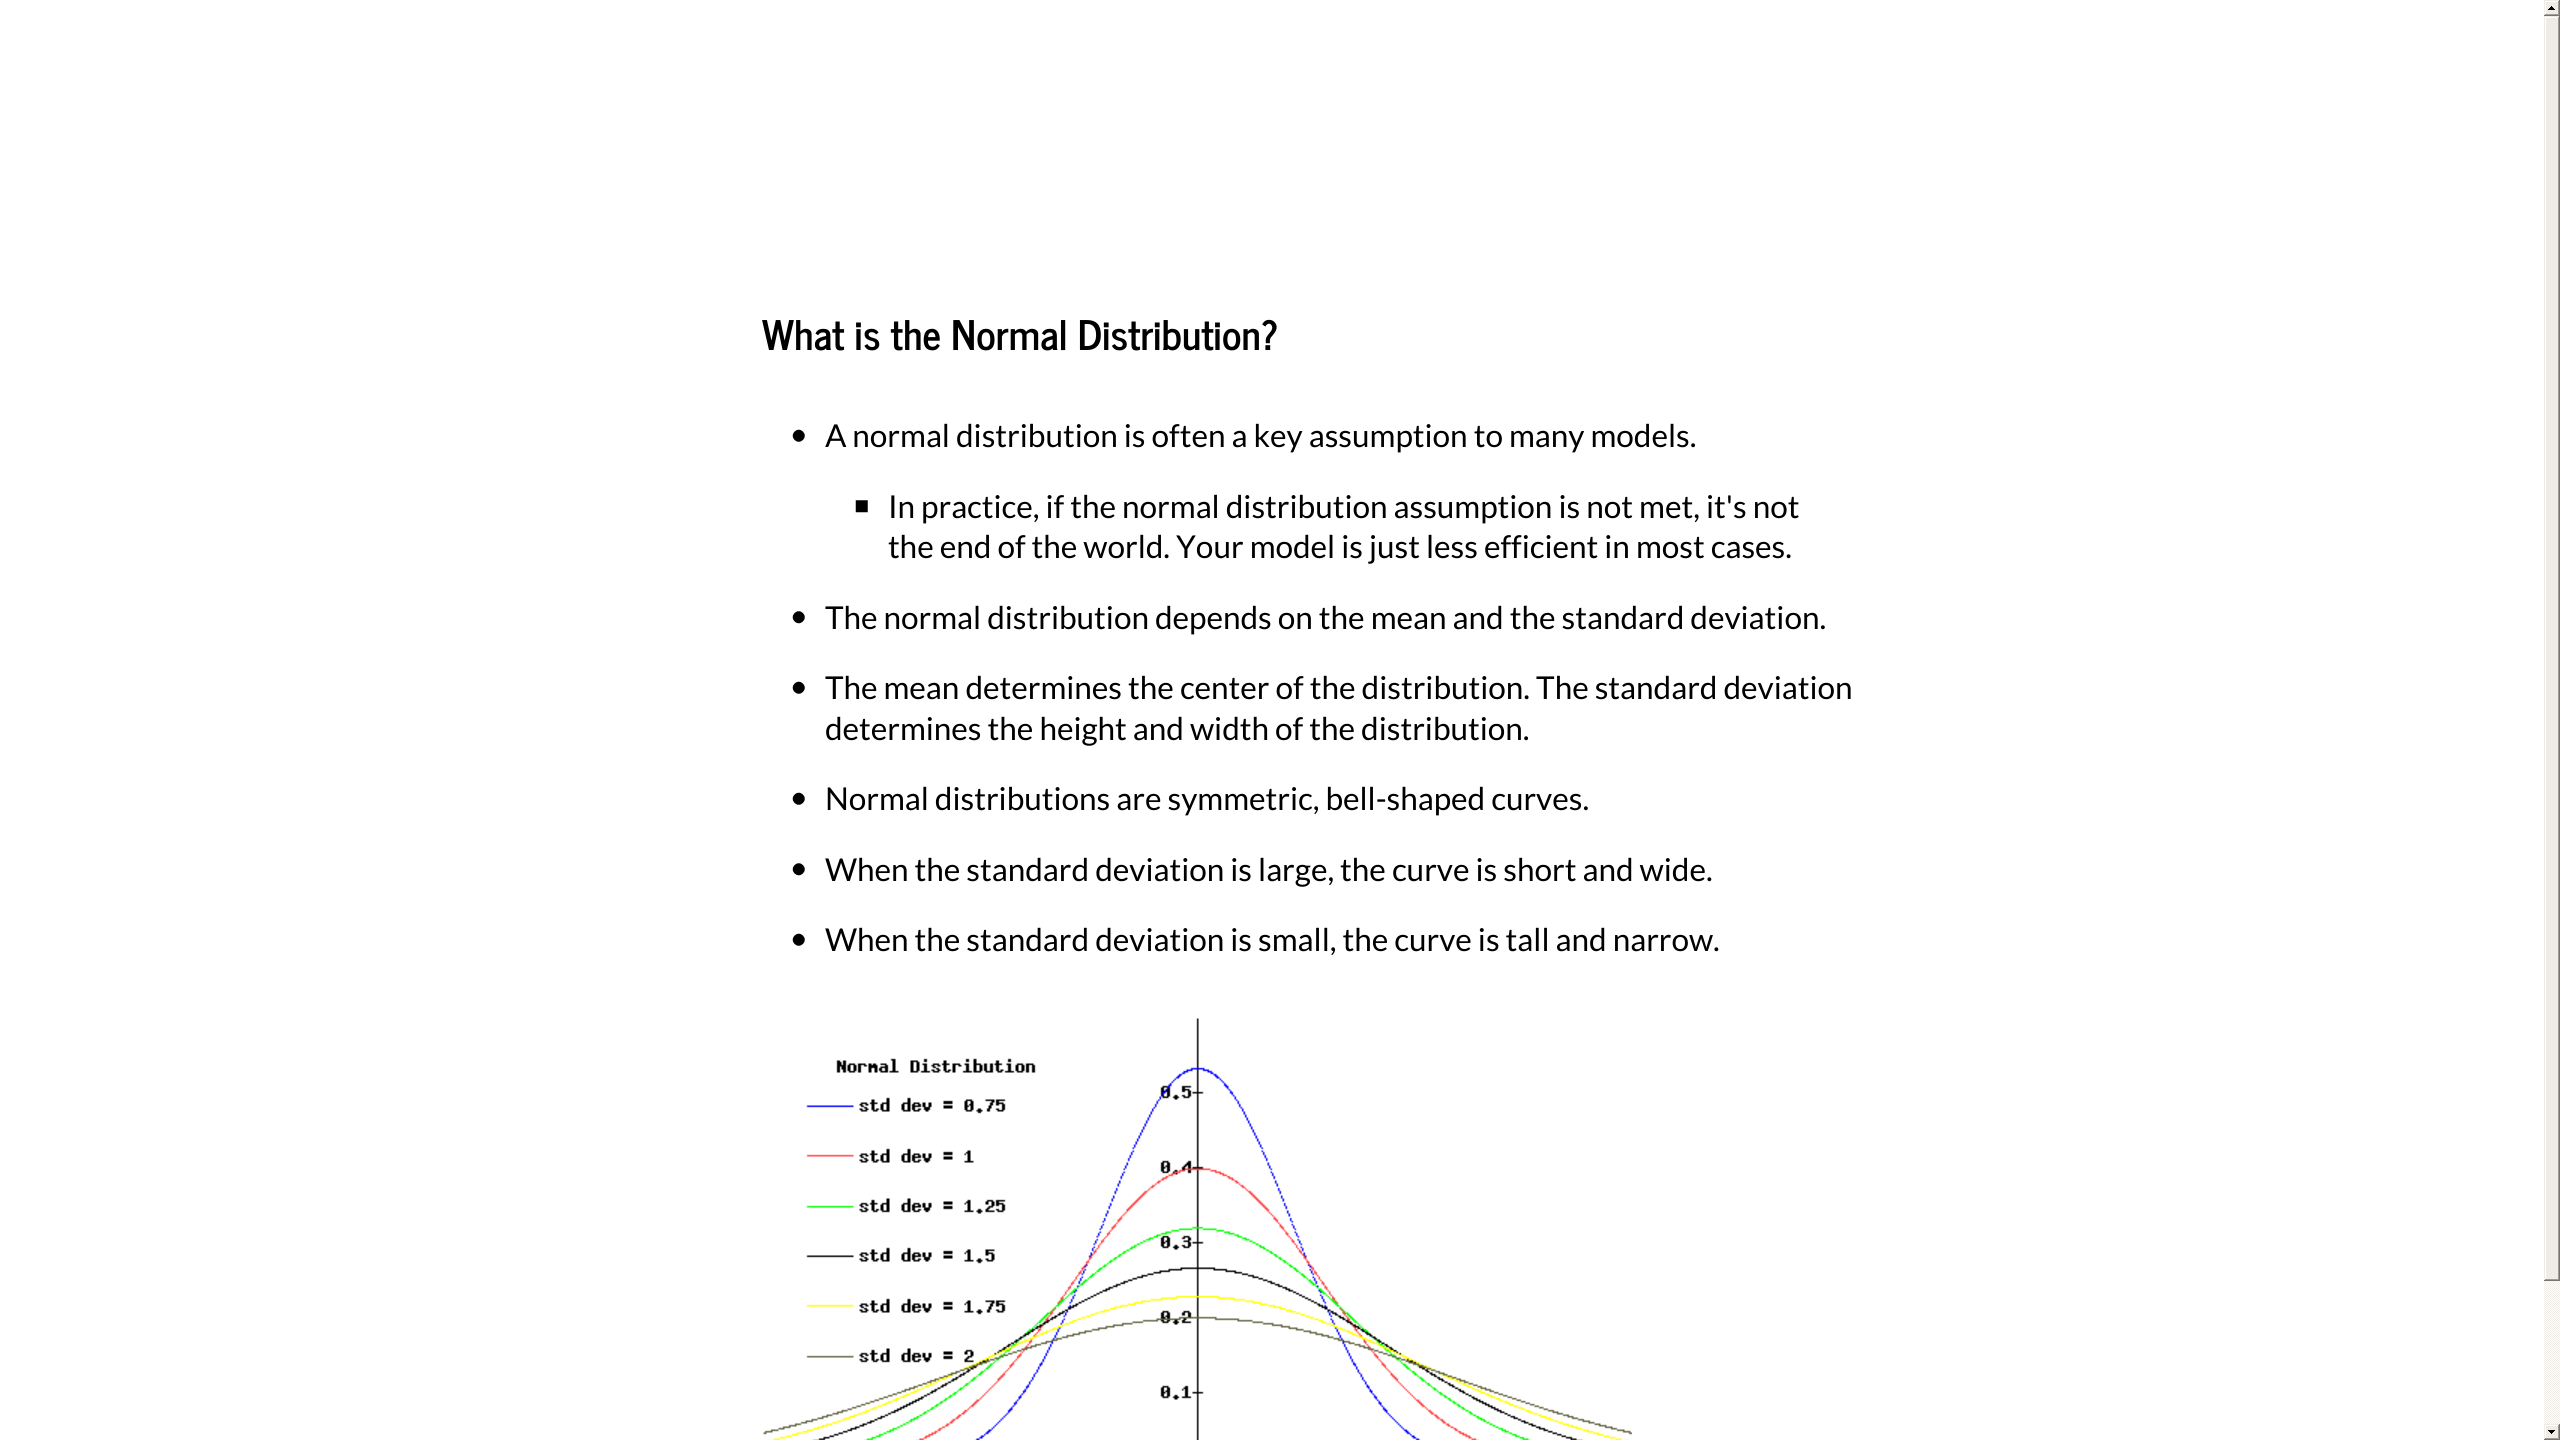 What is the Normal Distribution?
A normal distribution is often a key assumption to many models.
In practice, if the normal distribution assumption is not met, it's not
the end of the world. Your model is just less efficient in most cases.
The normal distribution depends on the mean and the standard deviation.
The mean determines the center of the distribution. The standard deviation
determines the height and width of the distribution.
Normal distributions are symmetric, bell-shaped curves.
When the standard deviation is large, the curve is short and wide.
When the standard deviation is small, the curve is tall and narrow.
Normal Distribution
std dev = 0.75
std dev = 1
std dev = 1.25
std dev = 1.5
std dev = 1.75
std dev = 2
0.5
0.4
0.3
0.2
0.1